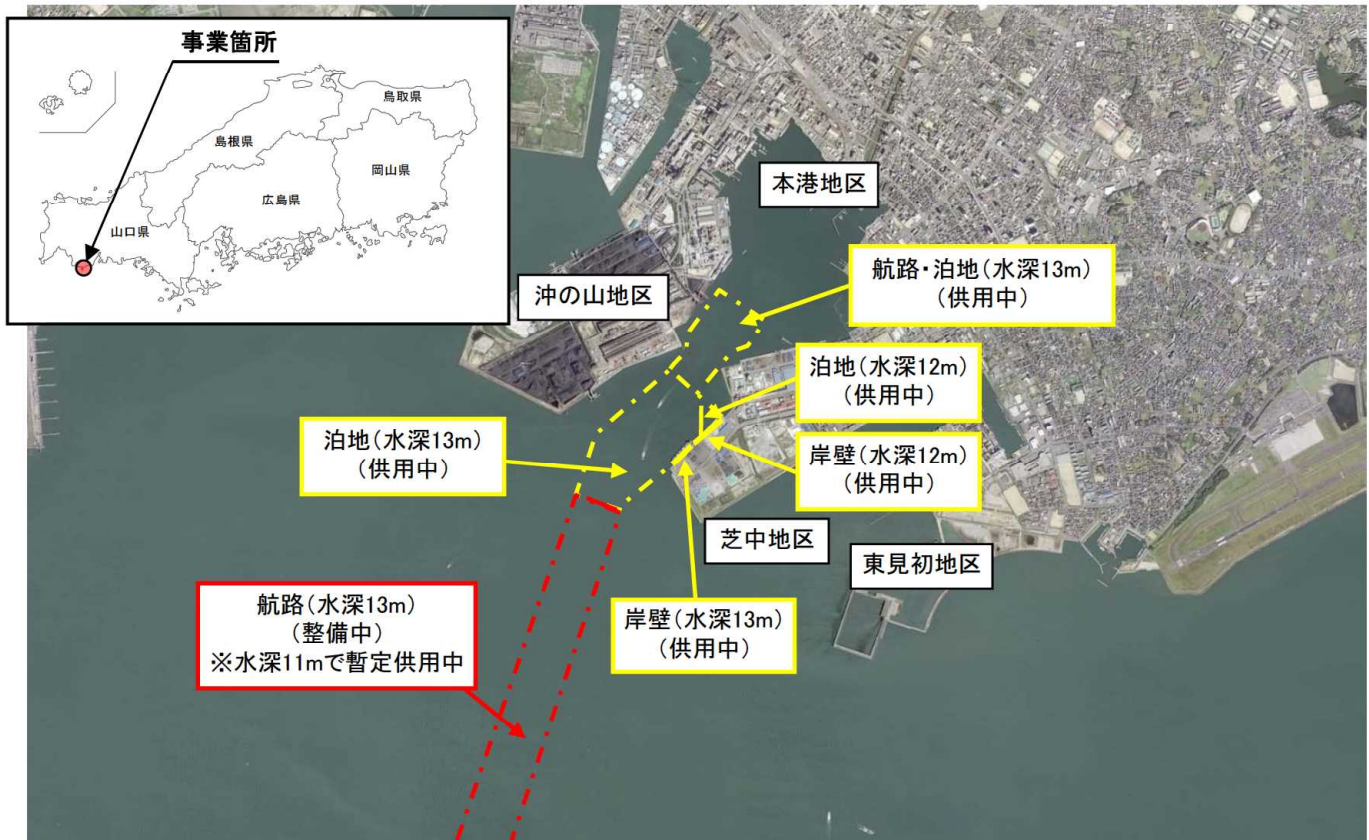 事業箇所
鳥取県
島根県
岡山県
広島県
山口県
本港地区
沖の山地区
航路・泊地(水深13m)
(供用中)
泊地(水深12m)
(供用中)
泊地(水深13m)
(供用中)
岸壁(水深12m)
(供用中)
芝中地区
東見初地区
航路(水深13m)
(整備中)
※水深11mで暫定供用中
岸壁(水深13m)
(供用中)